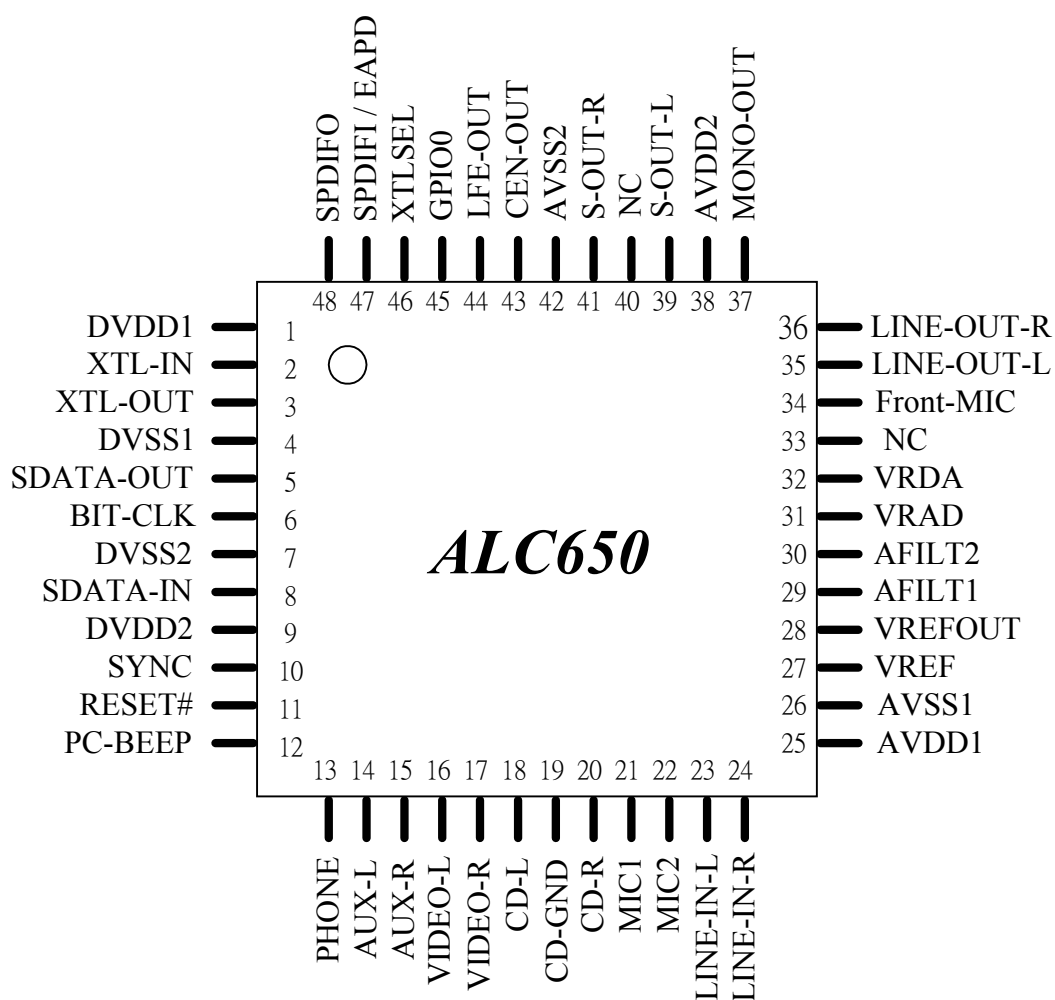 SPDIFO
SPDIFI / EAPD
XTLSEL
GPIO0
LFE-OUT
CEN-OUT
AVSS2
S-OUT-R
NC
S-OUT-L
AVDD2
MONO-OUT
48 47 46 45 44 43 42 41 40 39 38 37
DVDD1 1
XTL-IN 2
XTL-OUT 3
DVSS1 4
SDATA-OUT 5
BIT-CLK 6
DVSS2 7
SDATA-IN 8
DVDD2 9
SYNC 10
RESET# 11
PC-BEEP 12
ALC650
36 LINE-OUT-R
35 LINE-OUT-L
34 Front-MIC
33 NC
32 VRDA
31 VRAD
30 AFILT2
29 AFILT1
28 VREFOUT
27 VREF
26 AVSS1
25 AVDD1
13 14 15 16 17 18 19 20 21 22 23 24
PHONE
AUX-L
AUX-R
VIDEO-L
VIDEO-R
CD-L
CD-GND
CD-R
MIC1
MIC2
LINE-IN-L
LINE-IN-R